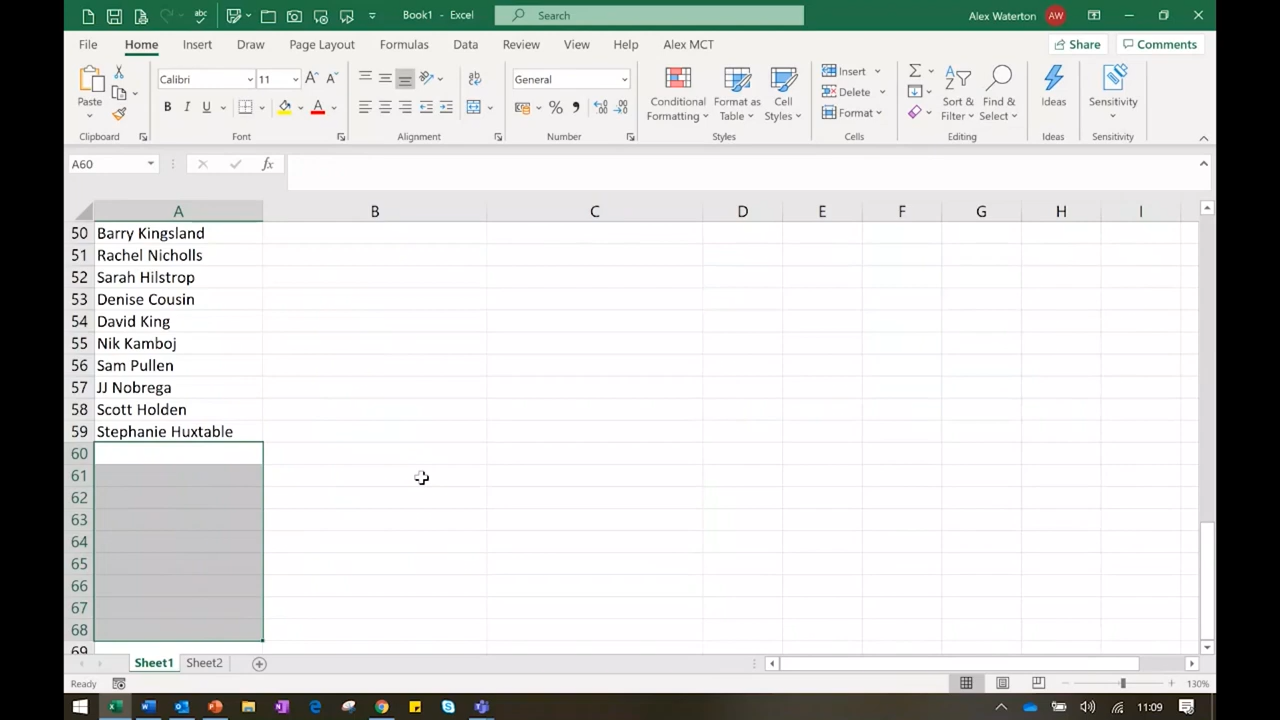 Book1 - Excel
Search
Alex Waterton AW
File Home Insert Draw Page Layout Formulas Data Review View Help Alex MCT Share Comments
Paste
Calibri 11
B I U A
General
Conditional Formatting
Format as Table
Cell Styles
Insert
Delete
Format
Sort & Filter
Find & Select
Ideas
Sensitivity
Clipboard Font Alignment Number Styles Cells Editing Ideas Sensitivity
A60 fx
A B C D E F G H I
50 Barry Kingsland
51 Rachel Nicholls
52 Sarah Hilstrop
53 Denise Cousin
54 David King
55 Nik Kamboj
56 Sam Pullen
57 JJ Nobrega
58 Scott Holden
59 Stephanie Huxtable
60
61
62
63
64
65
66
67
68
69
Sheet1 Sheet2
Ready 130%
11:09